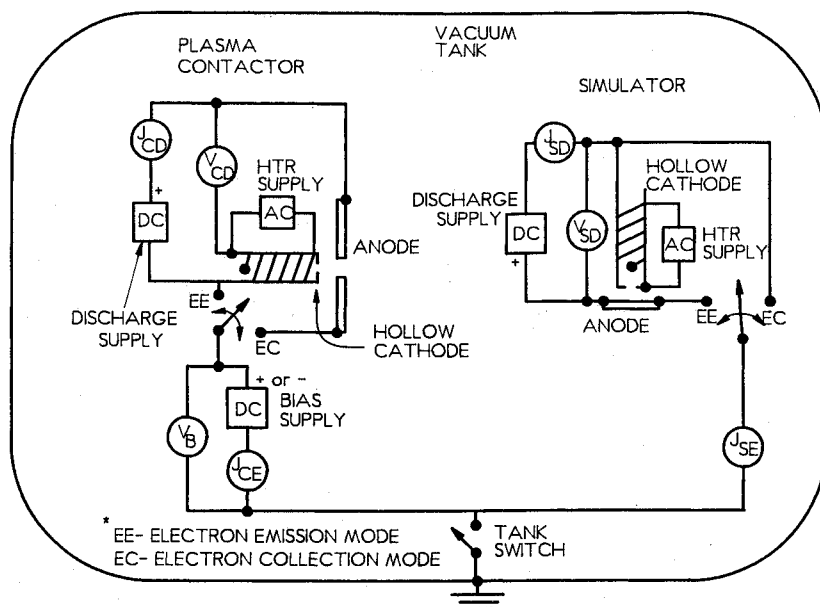 PLASMA
CONTACTOR
VACUUM
TANK
SIMULATOR
J_CD
V_CD
HTR
SUPPLY
AC
+
DC
ANODE
DISCHARGE
SUPPLY
EE
EC
HOLLOW
CATHODE
+ or -
DC
BIAS
SUPPLY
V_B
J_CE
J_SD
HOLLOW
CATHODE
DISCHARGE
SUPPLY
DC
+
V_SD
AC
HTR
SUPPLY
ANODE
EE
EC
J_SE
* EE- ELECTRON EMISSION MODE
EC- ELECTRON COLLECTION MODE
TANK
SWITCH